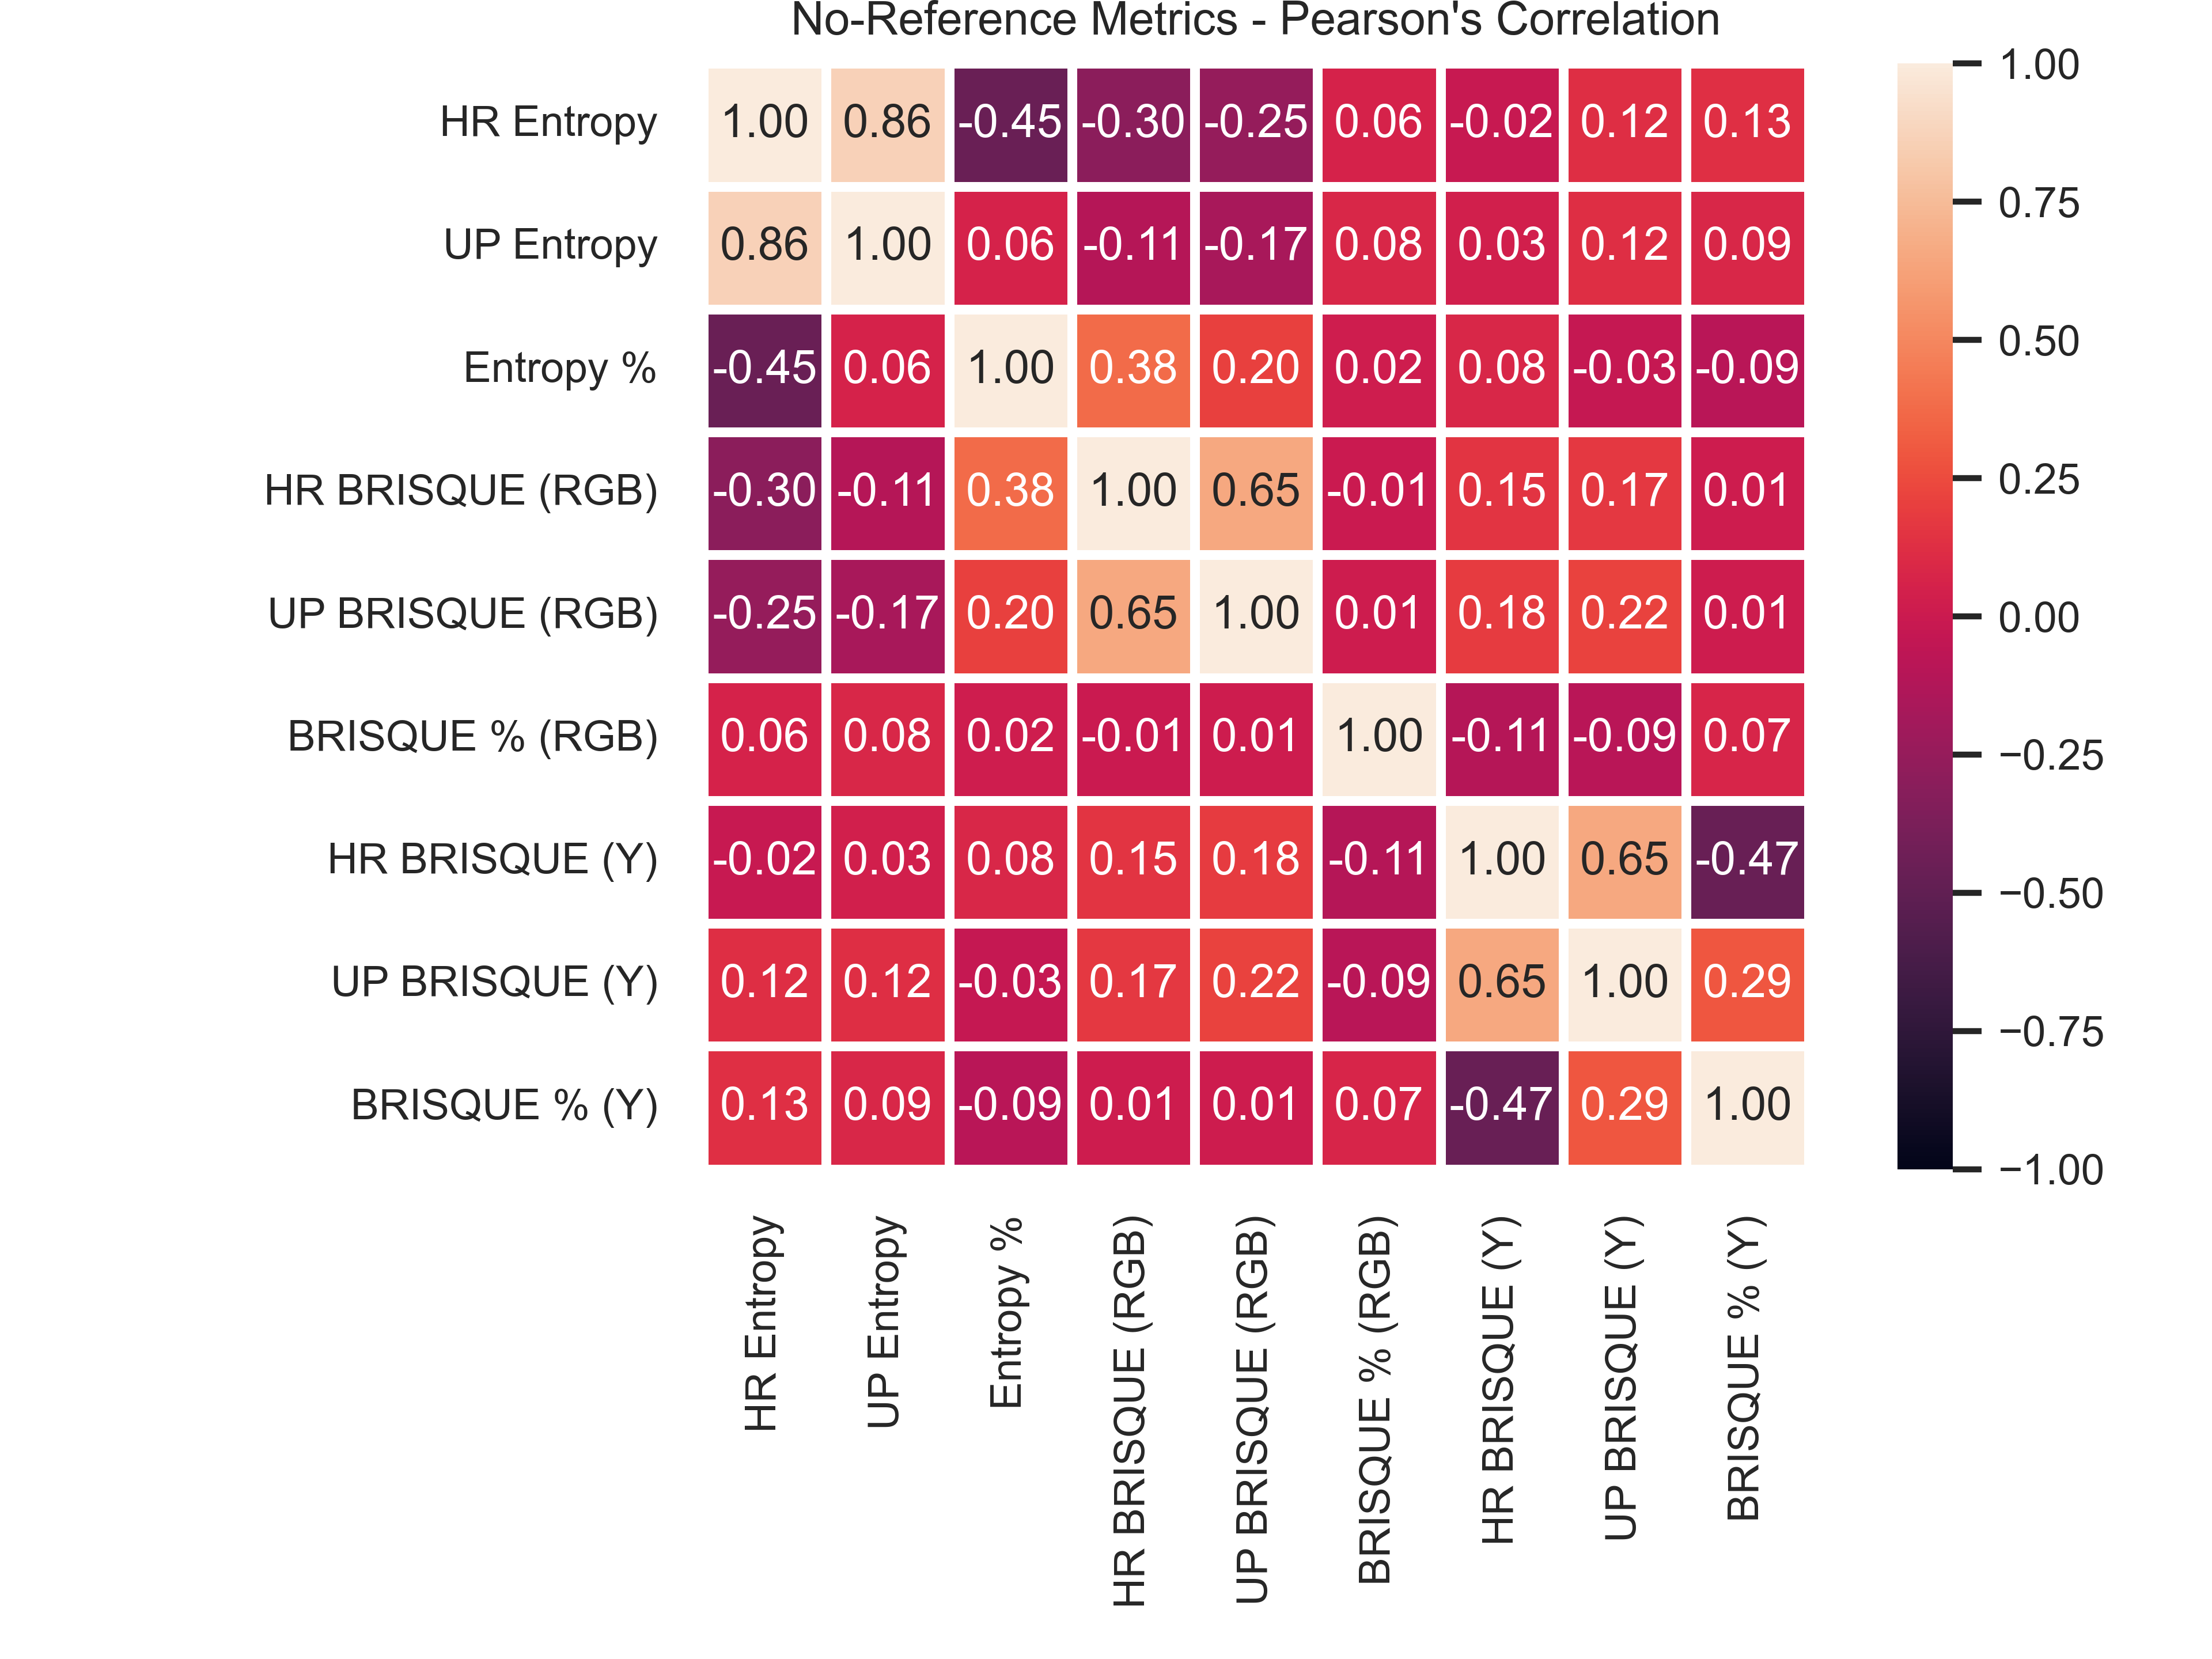 No-Reference Metrics - Pearson's Correlation
HR Entropy 1.00 0.86 -0.45 -0.30 -0.25 0.06 -0.02 0.12 0.13
UP Entropy 0.86 1.00 0.06 -0.11 -0.17 0.08 0.03 0.12 0.09
Entropy % -0.45 0.06 1.00 0.38 0.20 0.02 0.08 -0.03 -0.09
HR BRISQUE (RGB) -0.30 -0.11 0.38 1.00 0.65 -0.01 0.15 0.17 0.01
UP BRISQUE (RGB) -0.25 -0.17 0.20 0.65 1.00 0.01 0.18 0.22 0.01
BRISQUE % (RGB) 0.06 0.08 0.02 -0.01 0.01 1.00 -0.11 -0.09 0.07
HR BRISQUE (Y) -0.02 0.03 0.08 0.15 0.18 -0.11 1.00 0.65 -0.47
UP BRISQUE (Y) 0.12 0.12 -0.03 0.17 0.22 -0.09 0.65 1.00 0.29
BRISQUE % (Y) 0.13 0.09 -0.09 0.01 0.01 0.07 -0.47 0.29 1.00
HR Entropy
UP Entropy
Entropy %
HR BRISQUE (RGB)
UP BRISQUE (RGB)
BRISQUE % (RGB)
HR BRISQUE (Y)
UP BRISQUE (Y)
BRISQUE % (Y)
1.00
0.75
0.50
0.25
0.00
−0.25
−0.50
−0.75
−1.00